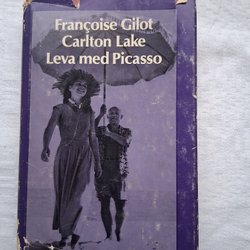 Françoise Gilot
Carlton Lake
Leva med Picasso